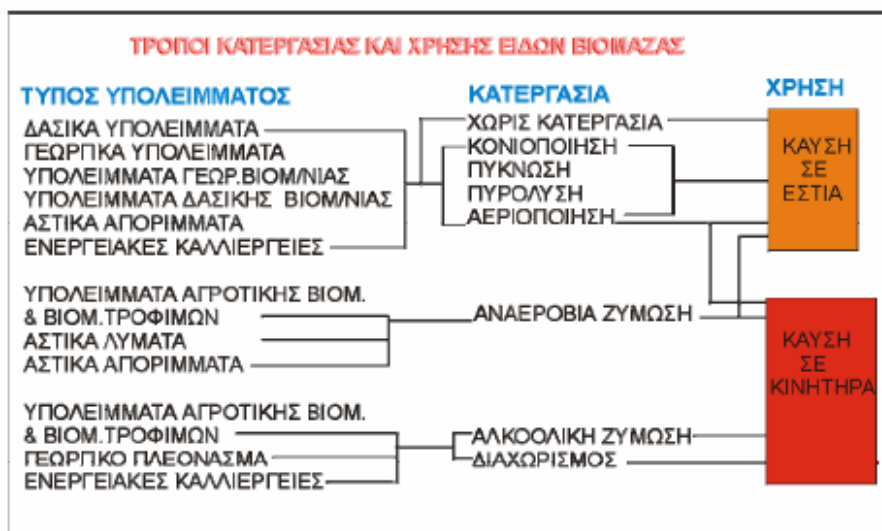 ΤΡΟΠΟΙ ΚΑΤΕΡΓΑΣΙΑΣ ΚΑΙ ΧΡΗΣΗΣ ΕΙΔΩΝ ΒΙΟΜΑΖΑΣ
ΤΥΠΟΣ ΥΠΟΛΕΙΜΜΑΤΟΣ
ΔΑΣΙΚΑ ΥΠΟΛΕΙΜΜΑΤΑ
ΓΕΩΡΓΙΚΑ ΥΠΟΛΕΙΜΜΑΤΑ
ΥΠΟΛΕΙΜΜΑΤΑ ΓΕΩΡ.ΒΙΟΜ/ΝΙΑΣ
ΥΠΟΛΕΙΜΜΑΤΑ ΔΑΣΙΚΗΣ ΒΙΟΜ/ΝΙΑΣ
ΑΣΤΙΚΑ ΑΠΟΡΙΜΜΑΤΑ
ΕΝΕΡΓΕΙΑΚΕΣ ΚΑΛΛΙΕΡΓΕΙΕΣ
ΥΠΟΛΕΙΜΜΑΤΑ ΑΓΡΟΤΙΚΗΣ ΒΙΟΜ.
& ΒΙΟΜ.ΤΡΟΦΙΜΩΝ
ΑΣΤΙΚΑ ΛΥΜΑΤΑ
ΑΣΤΙΚΑ ΑΠΟΡΙΜΜΑΤΑ
ΥΠΟΛΕΙΜΜΑΤΑ ΑΓΡΟΤΙΚΗΣ ΒΙΟΜ.
& ΒΙΟΜ.ΤΡΟΦΙΜΩΝ
ΓΕΩΡΓΙΚΟ ΠΛΕΟΝΑΣΜΑ
ΕΝΕΡΓΕΙΑΚΕΣ ΚΑΛΛΙΕΡΓΕΙΕΣ
ΚΑΤΕΡΓΑΣΙΑ
ΧΩΡΙΣ ΚΑΤΕΡΓΑΣΙΑ
ΚΟΝΙΟΠΟΙΗΣΗ
ΠΥΚΝΩΣΗ
ΠΥΡΟΛΥΣΗ
ΑΕΡΙΟΠΟΙΗΣΗ
ΑΝΑΕΡΟΒΙΑ ΖΥΜΩΣΗ
ΑΛΚΟΟΛΙΚΗ ΖΥΜΩΣΗ
ΔΙΑΧΩΡΙΣΜΟΣ
ΧΡΗΣΗ
ΚΑΥΣΗ
ΣΕ
ΕΣΤΙΑ
ΚΑΥΣΗ
ΣΕ
ΚΙΝΗΤΗΡΑ